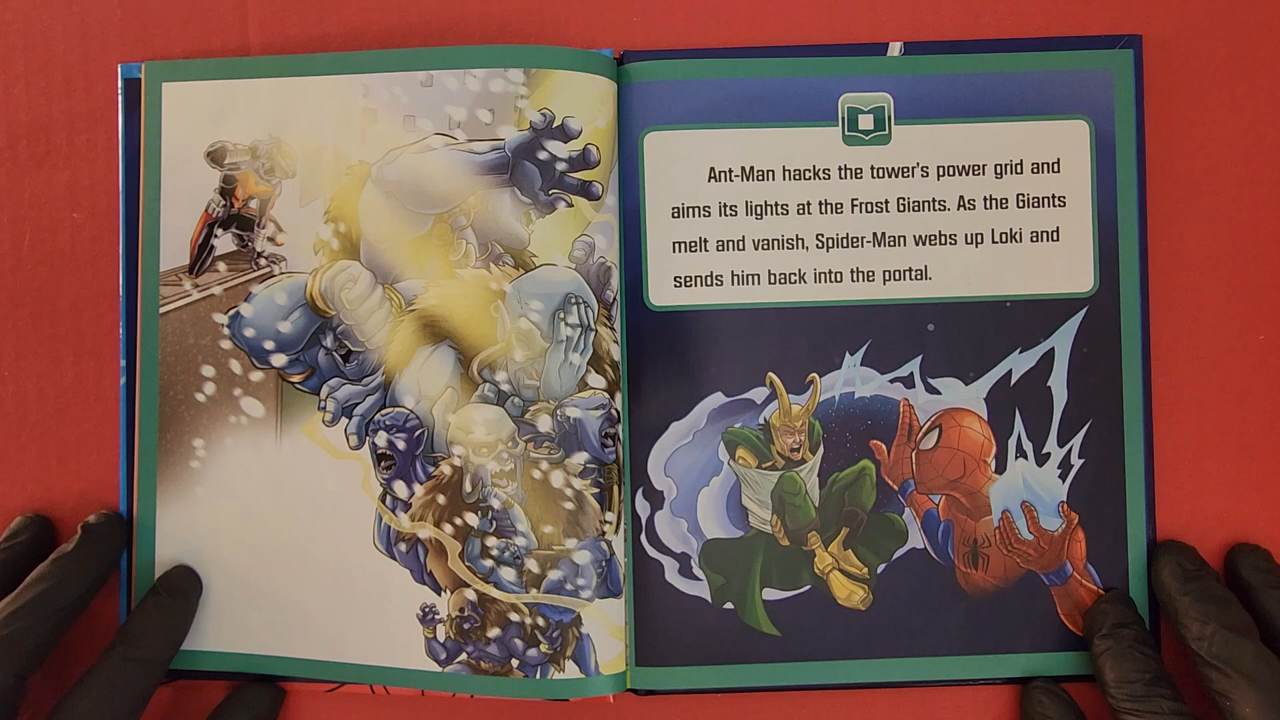 Ant-Man hacks the tower's power grid and
aims its lights at the Frost Giants. As the Giants
melt and vanish, Spider-Man webs up Loki and
sends him back into the portal.